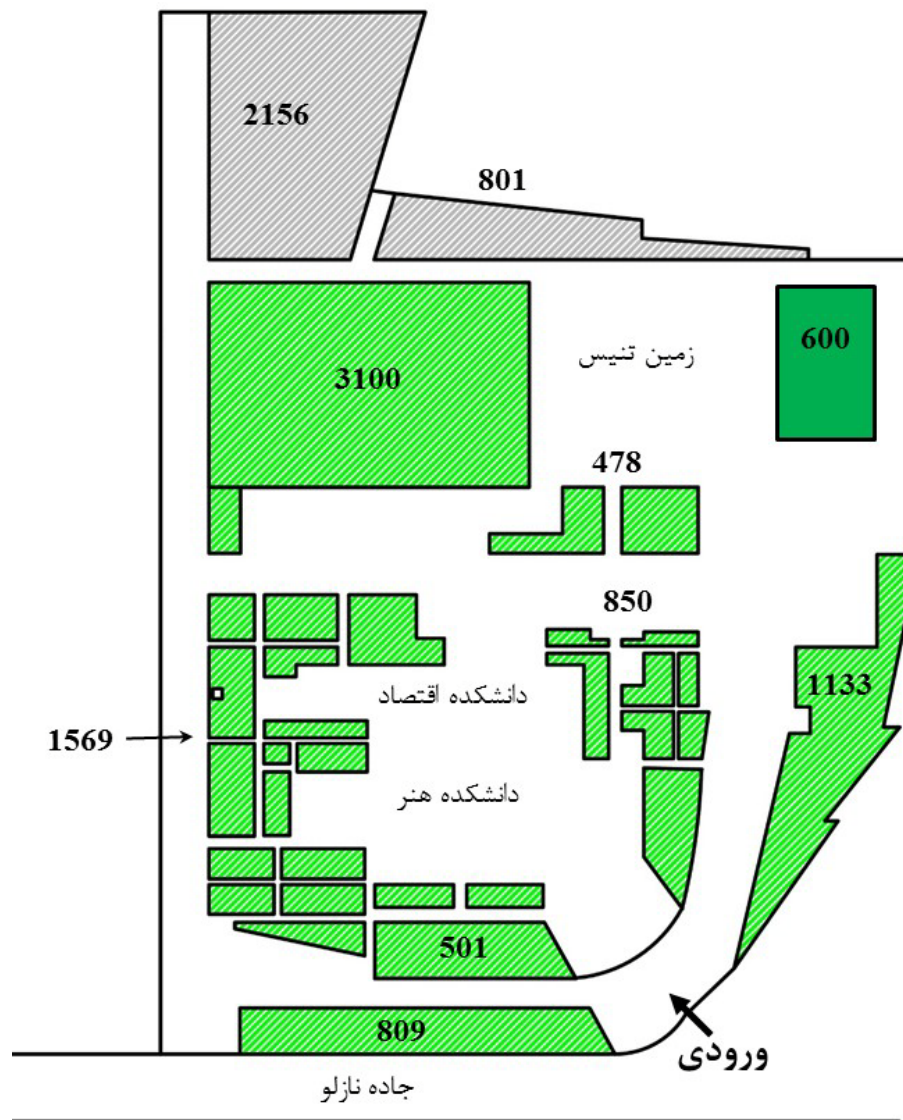 2156
801
600
زمین تنیس
3100
478
850
1133
دانشکده اقتصاد
1569
دانشکده هنر
501
809
ورودی
جاده نازلو